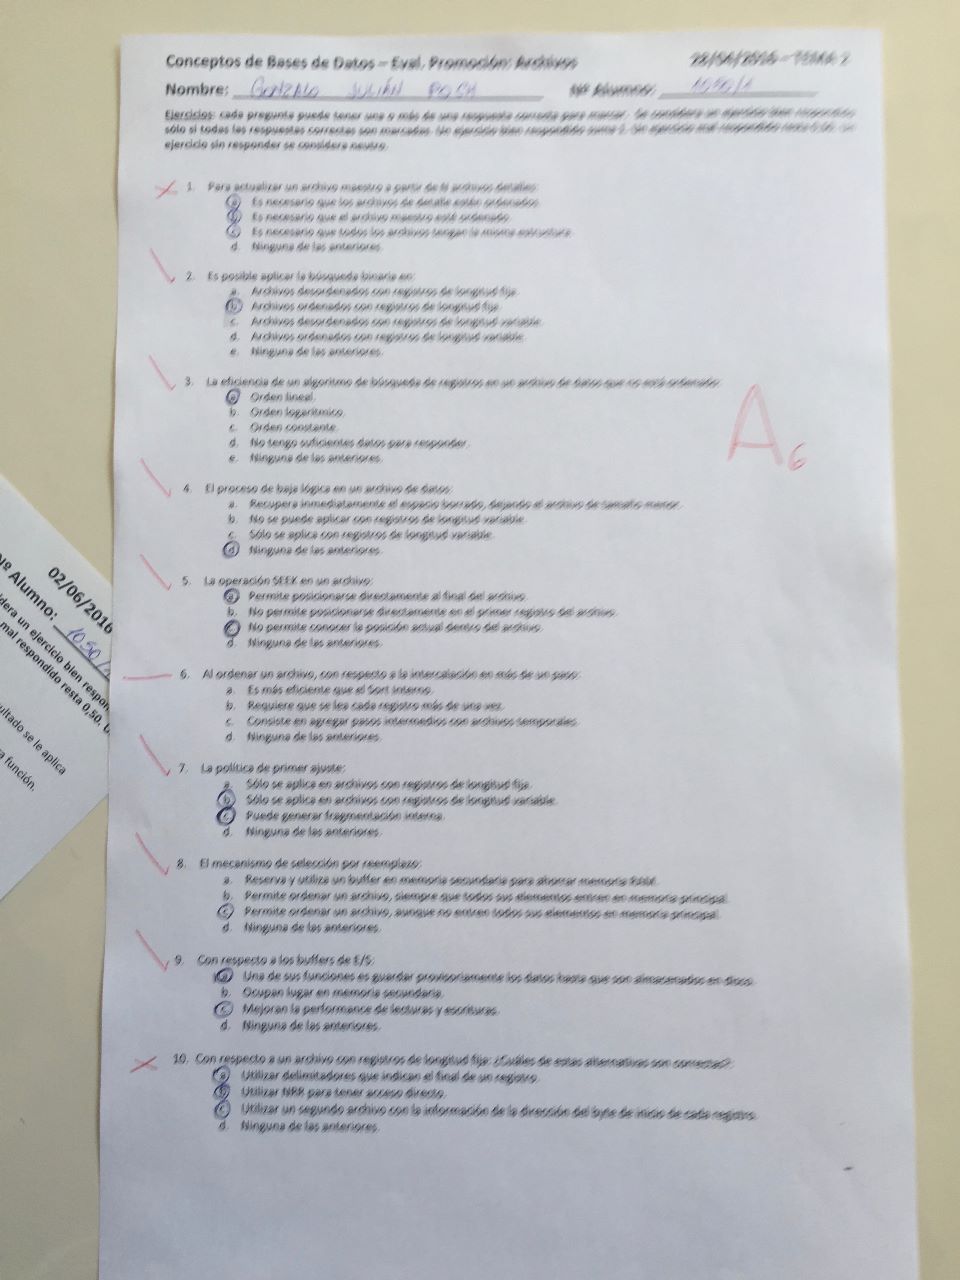 Conceptos de Bases de Datos – Eval. Promoción: Archivos TEMA 2
Nombre: GONZALO JULIÁN Nº Alumno: 1050/1
Ejercicios: cada pregunta puede tener una o más de una respuesta correcta para marcar. Se considera un ejercicio bien respondido
sólo si todas las respuestas correctas son marcadas. Un ejercicio bien respondido suma 1. Un ejercicio mal respondido resta 0,50. Un
ejercicio sin responder se considera neutro.
1. Para actualizar un archivo maestro a partir de N archivos detalles:
a. Es necesario que los archivos de detalle estén ordenados.
b. Es necesario que el archivo maestro esté ordenado.
c. Es necesario que todos los archivos tengan la misma estructura.
d. Ninguna de las anteriores.
2. Es posible aplicar la búsqueda binaria en:
a. Archivos desordenados con registros de longitud fija.
b. Archivos ordenados con registros de longitud fija.
c. Archivos desordenados con registros de longitud variable.
d. Archivos ordenados con registros de longitud variable.
e. Ninguna de las anteriores.
3. La eficiencia de un algoritmo de búsqueda de registros en un archivo de datos que no está ordenado:
a. Orden lineal.
b. Orden logarítmico.
c. Orden constante.
d. No tengo suficientes datos para responder.
e. Ninguna de las anteriores.
A6
4. El proceso de baja lógica en un archivo de datos:
a. Recupera inmediatamente el espacio borrado, dejando el archivo de tamaño menor.
b. No se puede aplicar con registros de longitud variable.
c. Sólo se aplica con registros de longitud variable.
d. Ninguna de las anteriores.
5. La operación SEEK en un archivo:
a. Permite posicionarse directamente al final del archivo.
b. No permite posicionarse directamente en el primer registro del archivo.
c. No permite conocer la posición actual dentro del archivo.
d. Ninguna de las anteriores.
6. Al ordenar un archivo, con respecto a la intercalación en más de un paso:
a. Es más eficiente que el Sort Interno.
b. Requiere que se lea cada registro más de una vez.
c. Consiste en agregar pasos intermedios con archivos temporales.
d. Ninguna de las anteriores.
7. La política de primer ajuste:
a. Sólo se aplica en archivos con registros de longitud fija.
b. Sólo se aplica en archivos con registros de longitud variable.
c. Puede generar fragmentación interna.
d. Ninguna de las anteriores.
8. El mecanismo de selección por reemplazo:
a. Reserva y utiliza un buffer en memoria secundaria para ahorrar memoria RAM.
b. Permite ordenar un archivo, siempre que todos sus elementos entren en memoria principal.
c. Permite ordenar un archivo, aunque no entren todos sus elementos en memoria principal.
d. Ninguna de las anteriores.
9. Con respecto a los buffers de E/S:
a. Una de sus funciones es guardar provisoriamente los datos hasta que son almacenados en disco.
b. Ocupan lugar en memoria secundaria.
c. Mejoran la performance de lecturas y escrituras.
d. Ninguna de las anteriores.
10. Con respecto a un archivo con registros de longitud fija: ¿Cuáles de estas alternativas son correctas?:
a. Utilizar delimitadores que indican el final de un registro.
b. Utilizar NRR para tener acceso directo.
c. Utilizar un segundo archivo con la información de la dirección del byte de inicio de cada registro.
d. Ninguna de las anteriores.
02/06/2016
Nº Alumno: 1050/
dera un ejercicio bien respon
mal respondido resta 0,50. U
ultado se le aplica
a función.